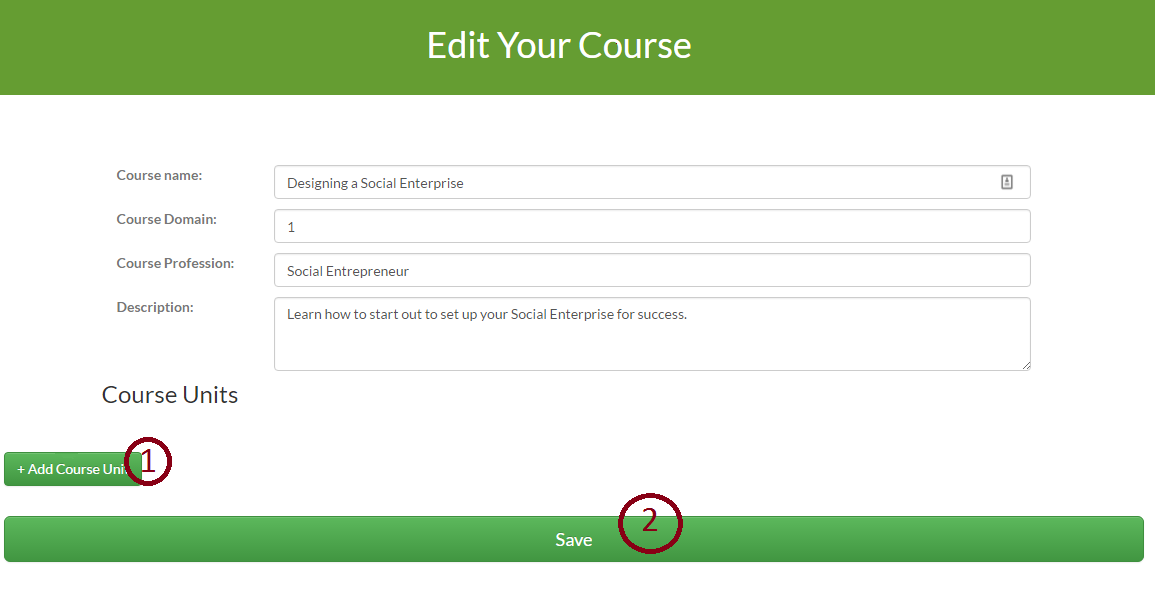 Edit Your Course
Course name: Designing a Social Enterprise
Course Domain: 1
Course Profession: Social Entrepreneur
Description: Learn how to start out to set up your Social Enterprise for success.
Course Units
+ Add Course Uni 1
2
Save